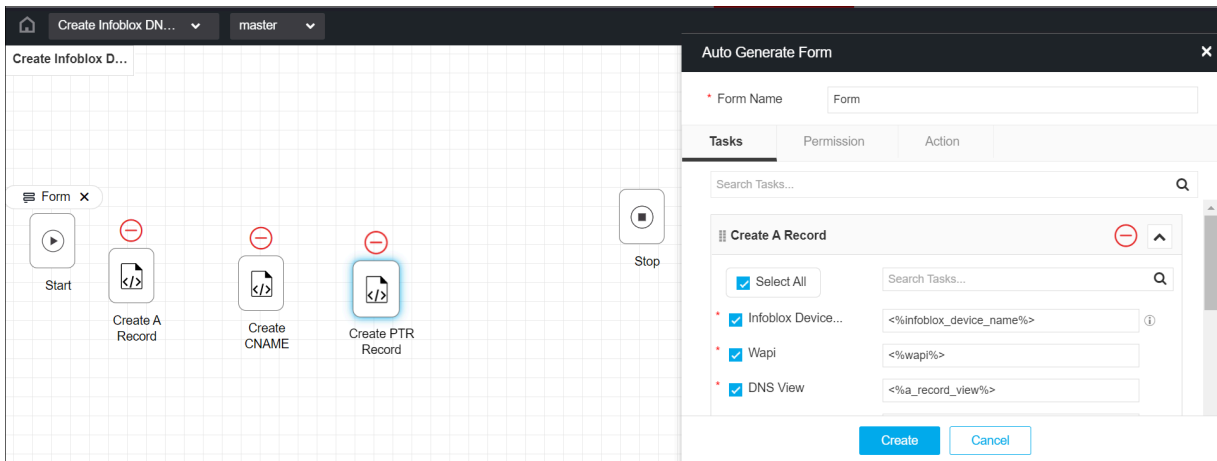 Create Infoblox DN...
master
Create Infoblox D...
Form
Start
Create A
Record
Create
CNAME
Create PTR
Record
Stop
Auto Generate Form
* Form Name
Form
Tasks
Permission
Action
Search Tasks...
Create A Record
Select All
Search Tasks...
* Infoblox Device...
<%infoblox_device_name%>
* Wapi
<%wapi%>
* DNS View
<%a_record_view%>
Create
Cancel